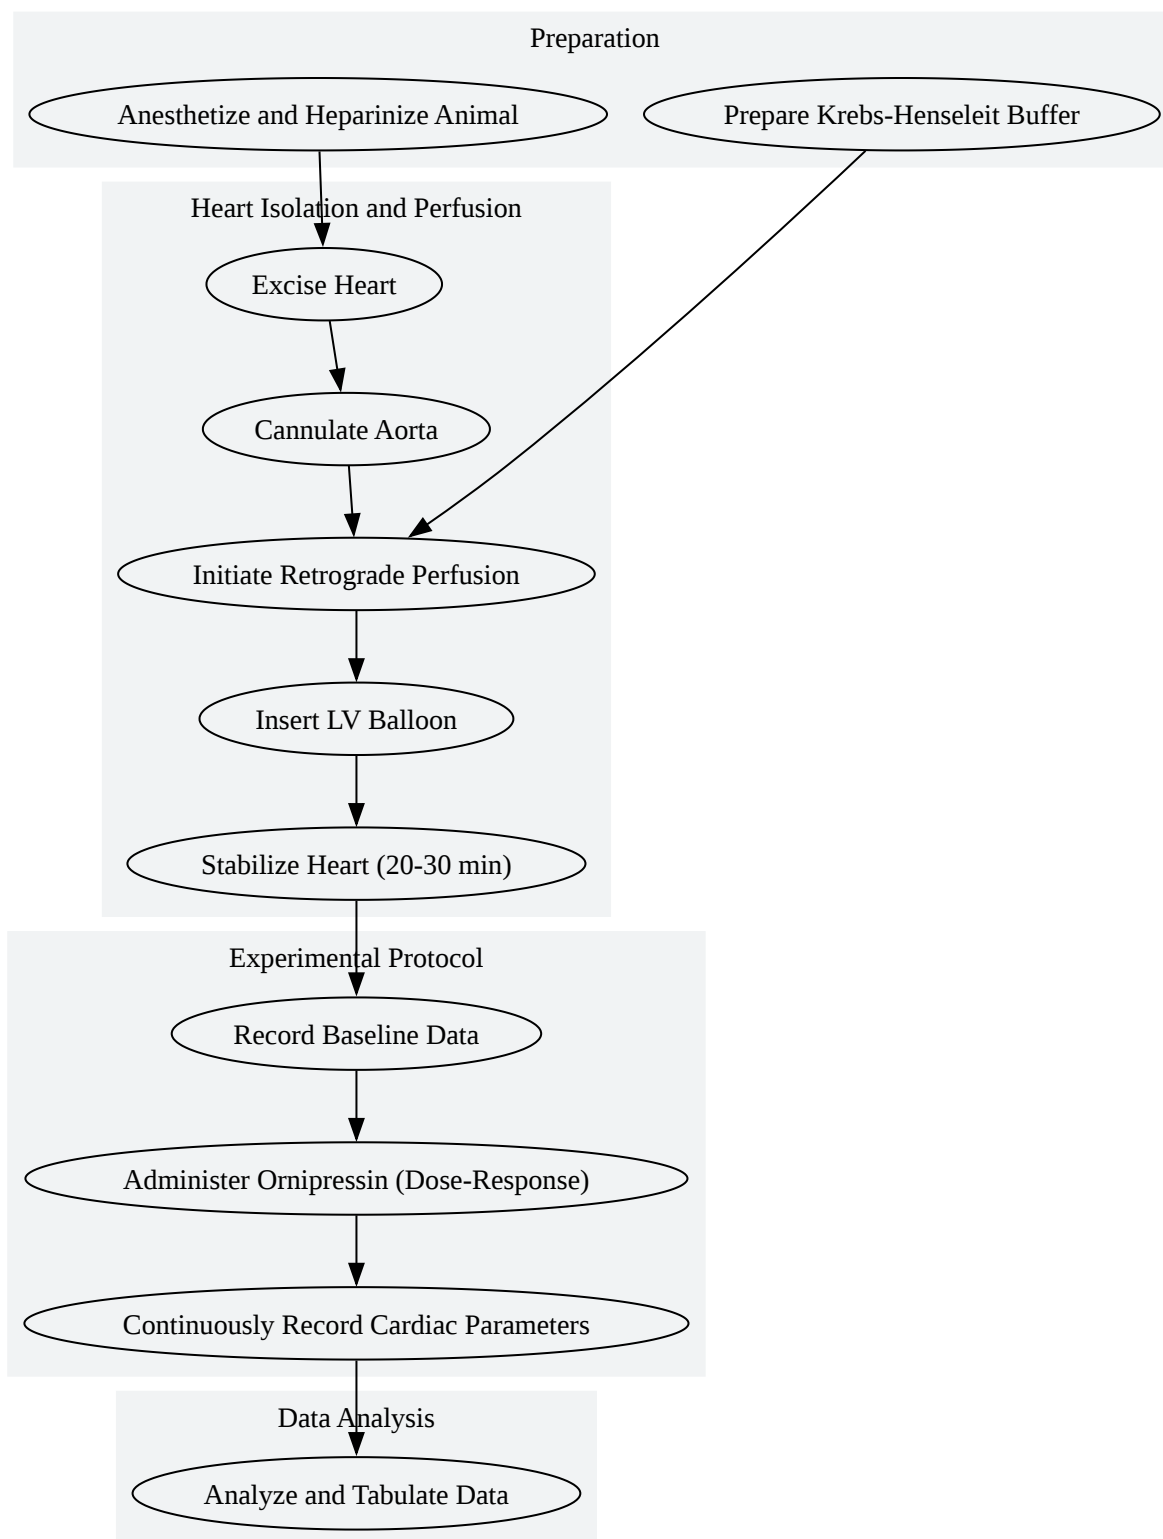 Preparation
Anesthetize and Heparinize Animal
Prepare Krebs-Henseleit Buffer
Heart Isolation and Perfusion
Excise Heart
Cannulate Aorta
Initiate Retrograde Perfusion
Insert LV Balloon
Stabilize Heart (20-30 min)
Experimental Protocol
Record Baseline Data
Administer Ornipressin (Dose-Response)
Continuously Record Cardiac Parameters
Data Analysis
Analyze and Tabulate Data